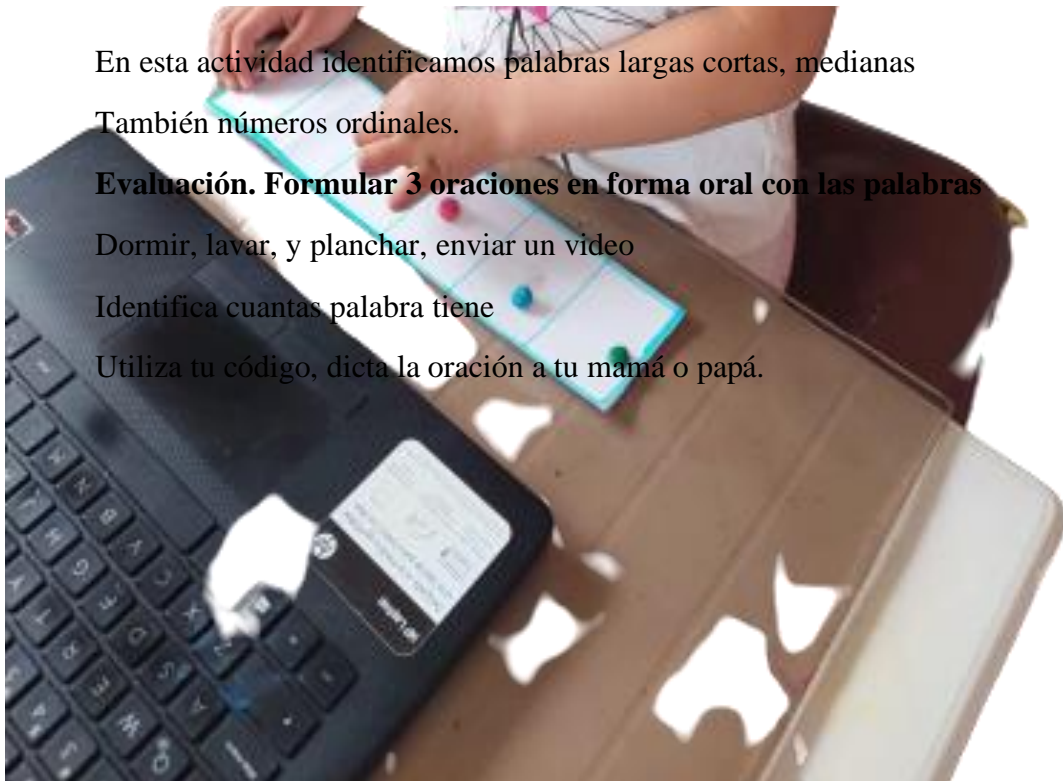 En esta actividad identificamos palabras largas cortas, medianas
También números ordinales.
Evaluación. Formular 3 oraciones en forma oral con las palabras
Dormir, lavar, y planchar, enviar un video
Identifica cuantas palabra tiene
Utiliza tu código, dicta la oración a tu mamá o papá.